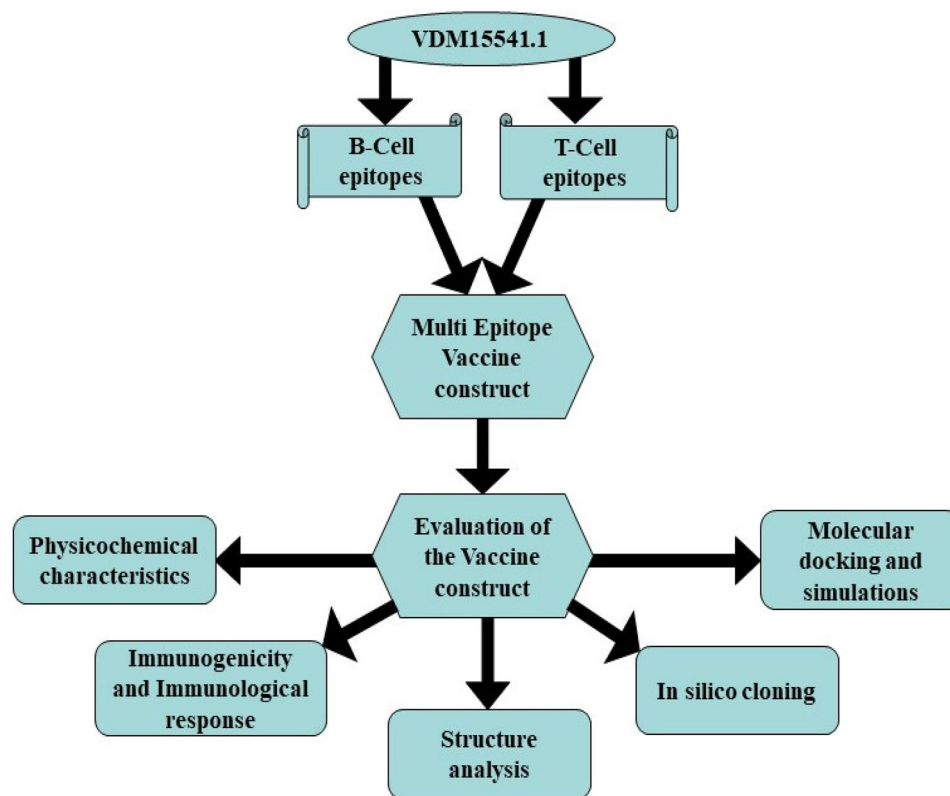 VDM15541.1
B-Cell
epitopes
T-Cell
epitopes
Multi Epitope
Vaccine
construct
Evaluation of
the Vaccine
construct
Physicochemical
characteristics
Molecular
docking and
simulations
Immunogenicity
and Immunological
response
In silico cloning
Structure
analysis